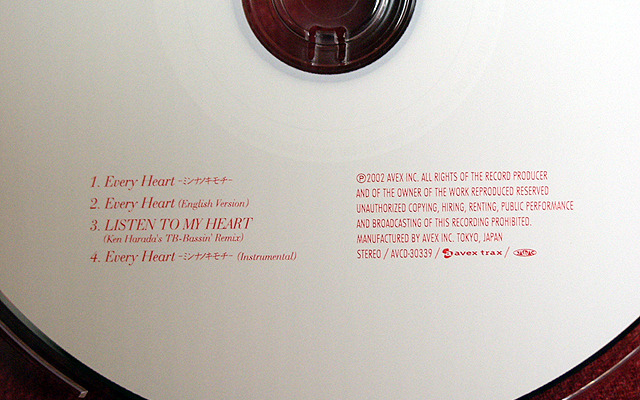 1. Every Heart -ミンナノキモチ-
2. Every Heart (English Version)
3. LISTEN TO MY HEART
(Ken Harada's TB-Bassin' Remix)
4. Every Heart -ミンナノキモチ- (Instrumental)
Ⓟ2002 AVEX INC. ALL RIGHTS OF THE RECORD PRODUCER
AND OF THE OWNER OF THE WORK REPRODUCED RESERVED
UNAUTHORIZED COPYING, HIRING, RENTING, PUBLIC PERFORMANCE
AND BROADCASTING OF THIS RECORDING PROHIBITED.
MANUFACTURED BY AVEX INC. TOKYO, JAPAN
STEREO / AVCD-30339 / avex trax /